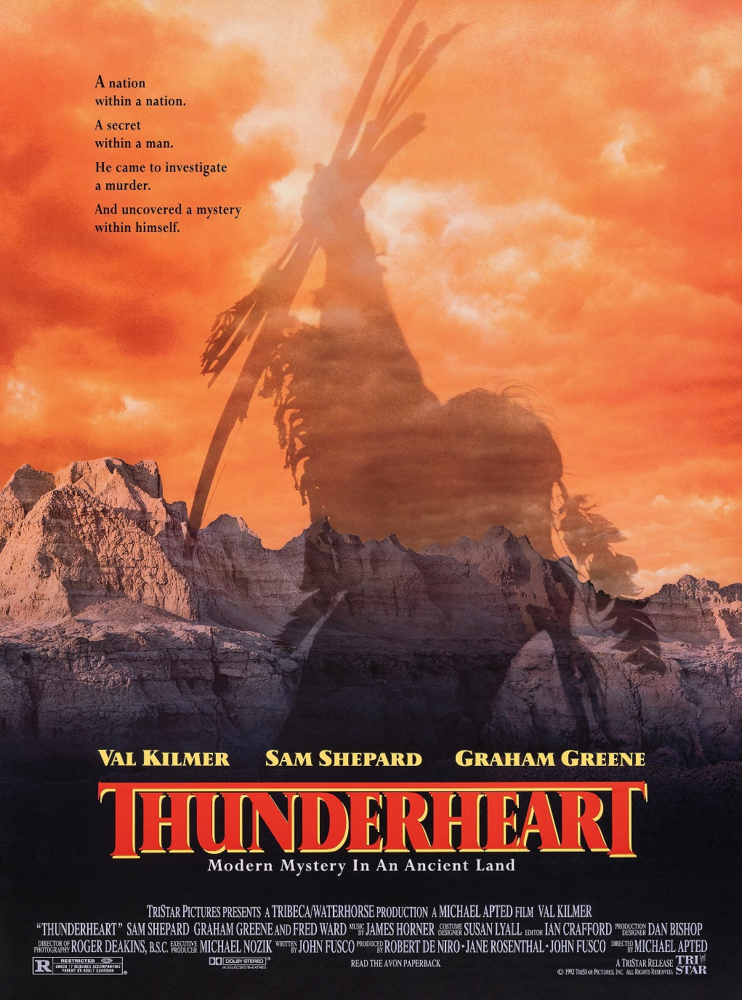 A nation
within a nation.
A secret
within a man.
He came to investigate
a murder.
And uncovered a mystery
within himself.
VAL KILMER SAM SHEPARD GRAHAM GREENE
THUNDERHEART
Modern Mystery In An Ancient Land
TRISTAR PICTURES PRESENTS A TRIBECA/WATERHORSE PRODUCTION A MICHAEL APTED FILM VAL KILMER
"THUNDERHEART" SAM SHEPARD GRAHAM GREENE AND FRED WARD MUSIC BY JAMES HORNER COSTUME DESIGNER SUSAN LYALL EDITOR IAN CRAFFORD PRODUCTION DESIGNER DAN BISHOP
DIRECTOR OF PHOTOGRAPHY ROGER DEAKINS, B.S.C. EXECUTIVE PRODUCER MICHAEL NOZIK WRITTEN BY JOHN FUSCO PRODUCED BY ROBERT DE NIRO • JANE ROSENTHAL • JOHN FUSCO DIRECTED BY MICHAEL APTED
R RESTRICTED
UNDER 17 REQUIRES ACCOMPANYING
PARENT OR ADULT GUARDIAN
®
DOLBY STEREO ®
IN SELECTED THEATRES
READ THE AVON PAPERBACK
A TRISTAR RELEASE
© 1992 TRISTAR PICTURES, INC. ALL RIGHTS RESERVED.
TRI
STAR